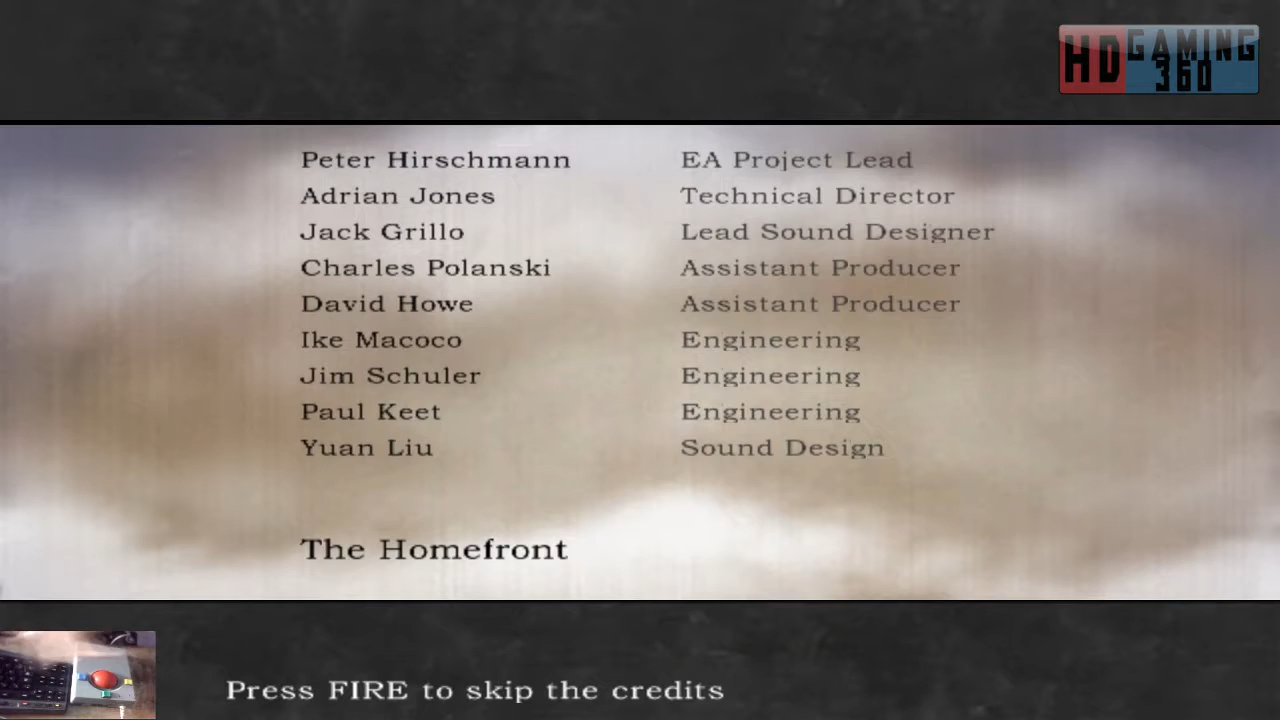 HD GAMING
360
Peter Hirschmann EA Project Lead
Adrian Jones Technical Director
Jack Grillo Lead Sound Designer
Charles Polanski Assistant Producer
David Howe Assistant Producer
Ike Macoco Engineering
Jim Schuler Engineering
Paul Keet Engineering
Yuan Liu Sound Design
The Homefront
Press FIRE to skip the credits